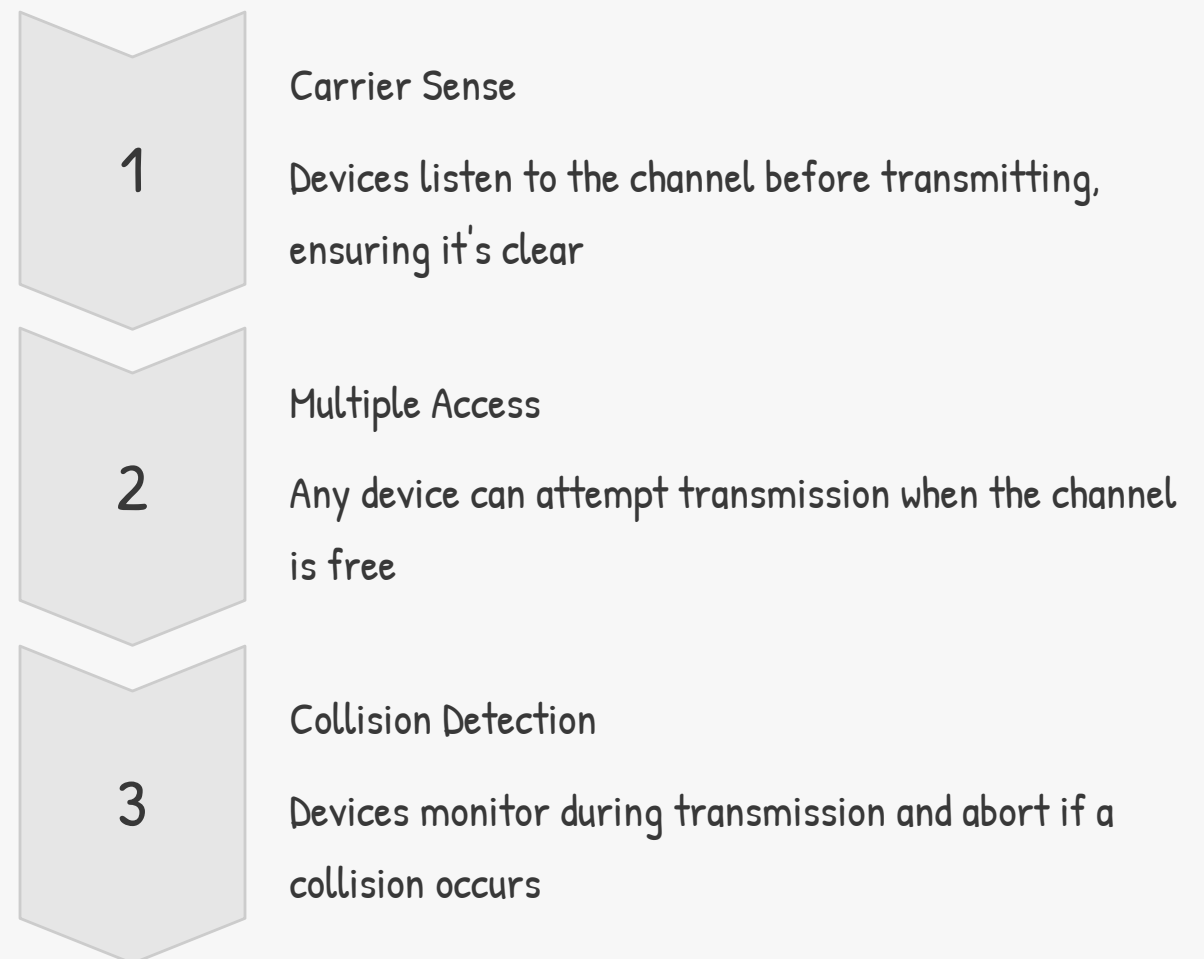 1
Carrier Sense
Devices listen to the channel before transmitting,
ensuring it's clear
2
Multiple Access
Any device can attempt transmission when the channel
is free
3
Collision Detection
Devices monitor during transmission and abort if a
collision occurs